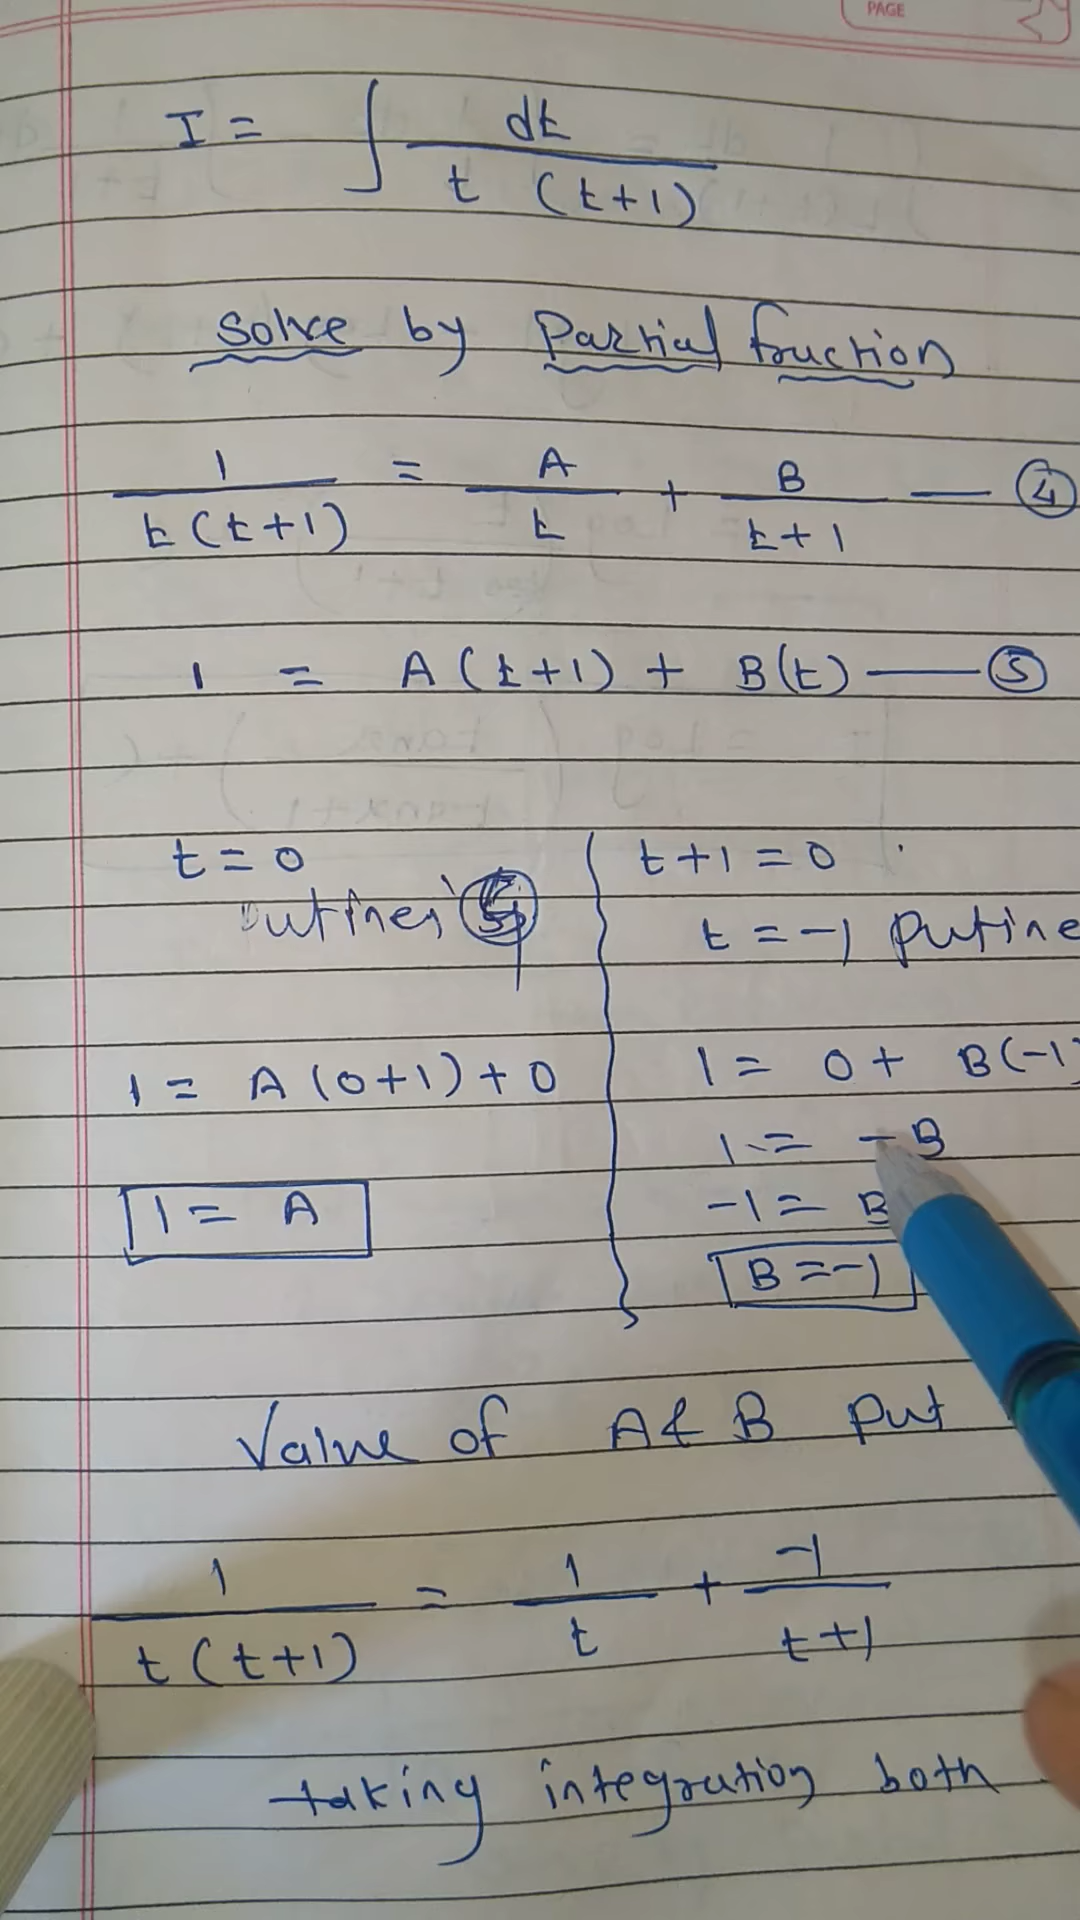 PAGE
I = ∫ dt / t (t+1)
Solve by Partial fraction
1 / t(t+1) = A / t + B / t+1 — ④
1 = A(t+1) + B(t) — ⑤
t=0
t+1=0
t=-1 Put in e
1 = A(0+1)+0
1 = 0 + B(-1)
1 = -B
1 = A
-1 = B
B = -1
Value of A & B put
1 / t(t+1) = 1 / t + -1 / t+1
taking integration both